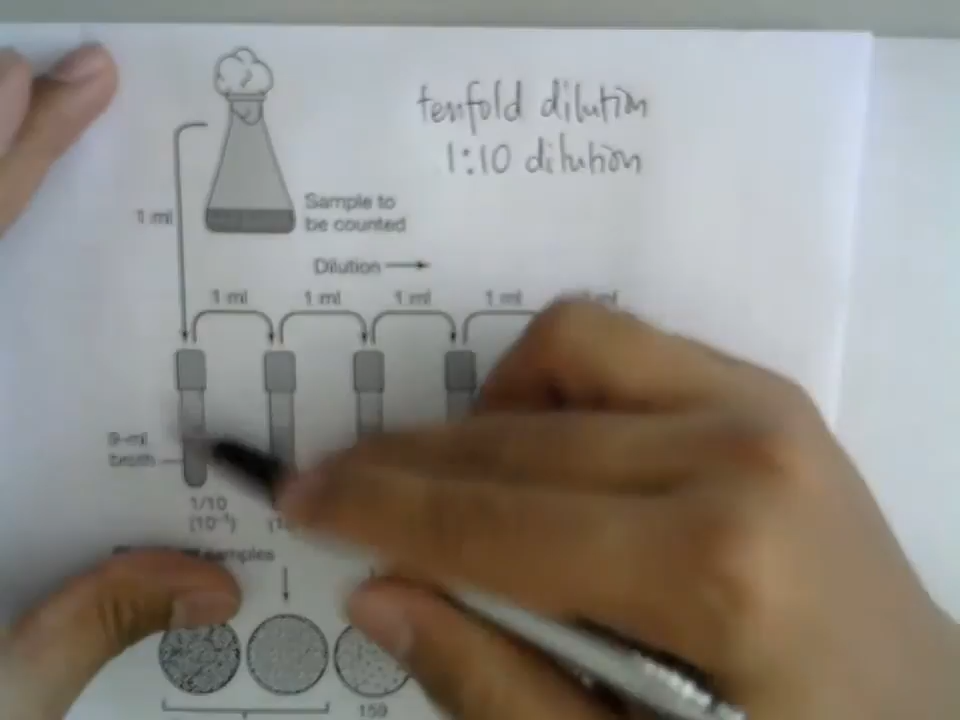 tenfold dilution
1:10 dilution
Sample to
be counted
1 ml
Dilution
1 ml 1 ml 1 ml 1 ml
9-ml
broth
1/10
(10⁻¹)
samples
159